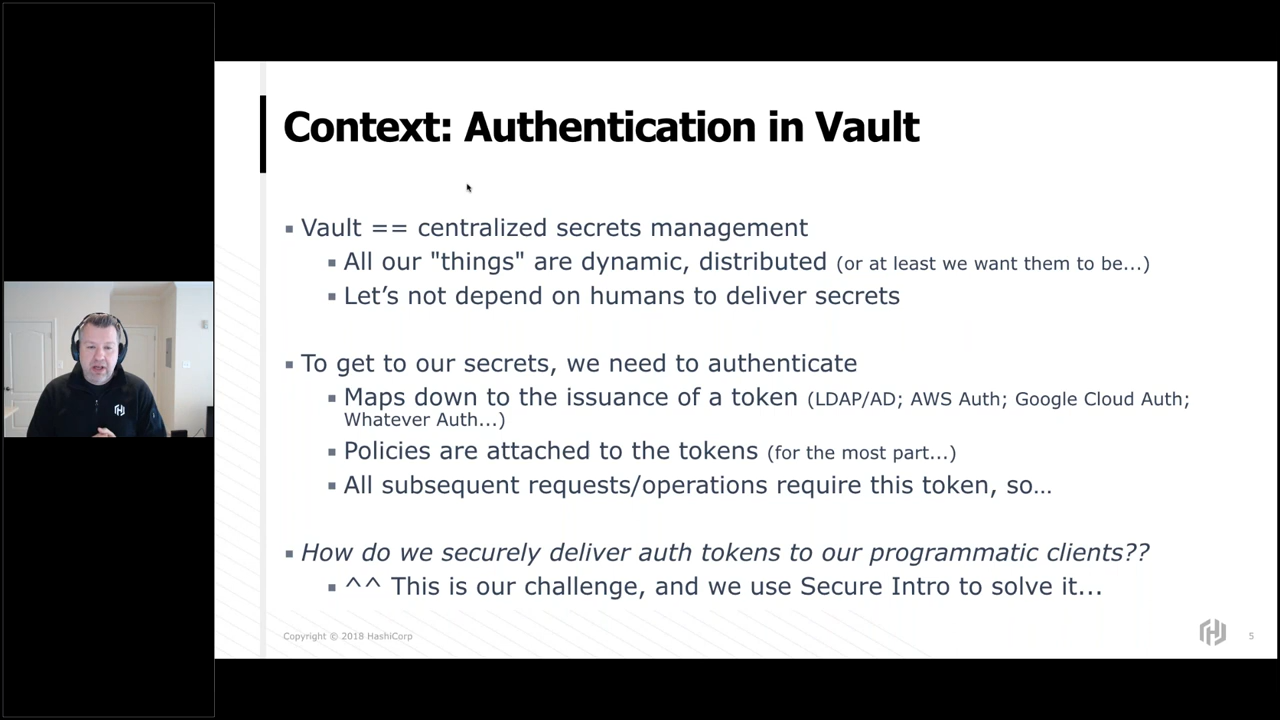 Context: Authentication in Vault
▪ Vault == centralized secrets management
▪ All our "things" are dynamic, distributed (or at least we want them to be...)
▪ Let’s not depend on humans to deliver secrets
▪ To get to our secrets, we need to authenticate
▪ Maps down to the issuance of a token (LDAP/AD; AWS Auth; Google Cloud Auth;
Whatever Auth...)
▪ Policies are attached to the tokens (for the most part...)
▪ All subsequent requests/operations require this token, so…
▪ How do we securely deliver auth tokens to our programmatic clients??
▪ ^^ This is our challenge, and we use Secure Intro to solve it...
Copyright © 2018 HashiCorp
5